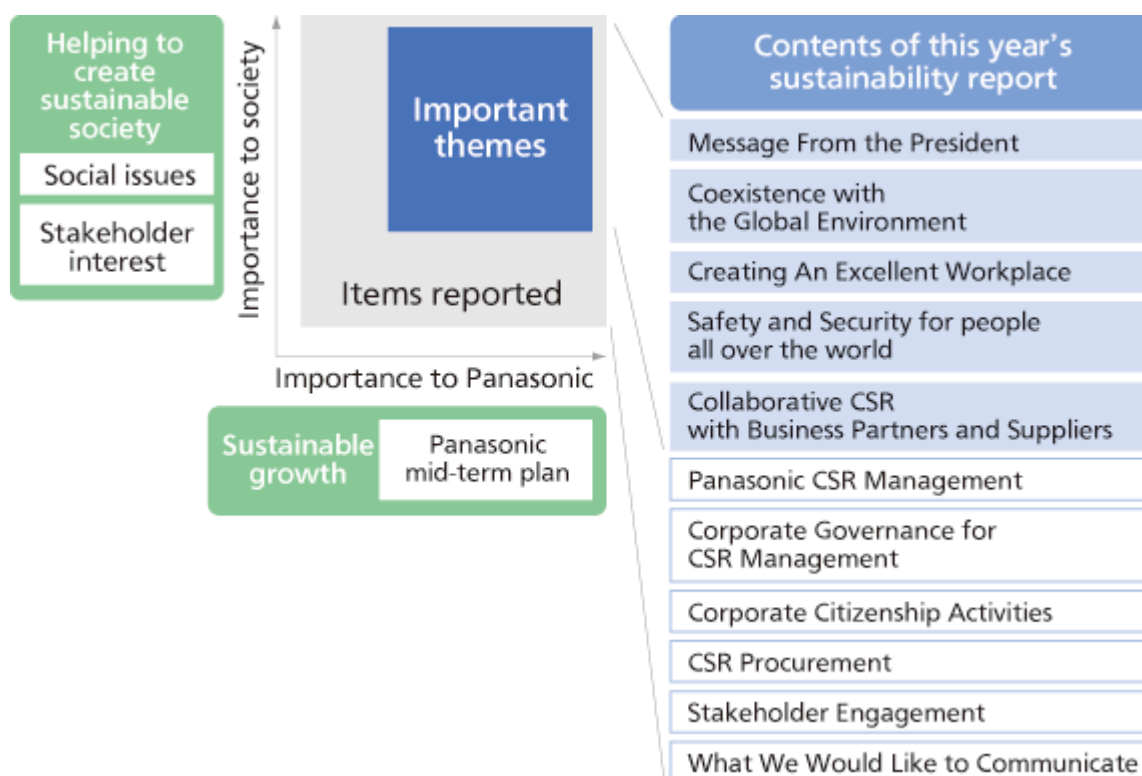 Helping to
create
sustainable
society
Social issues
Stakeholder
interest
Importance to society
Important
themes
Items reported
Importance to Panasonic
Sustainable
growth
Panasonic
mid-term plan
Contents of this year's
sustainability report
Message From the President
Coexistence with
the Global Environment
Creating An Excellent Workplace
Safety and Security for people
all over the world
Collaborative CSR
with Business Partners and Suppliers
Panasonic CSR Management
Corporate Governance for
CSR Management
Corporate Citizenship Activities
CSR Procurement
Stakeholder Engagement
What We Would Like to Communicate